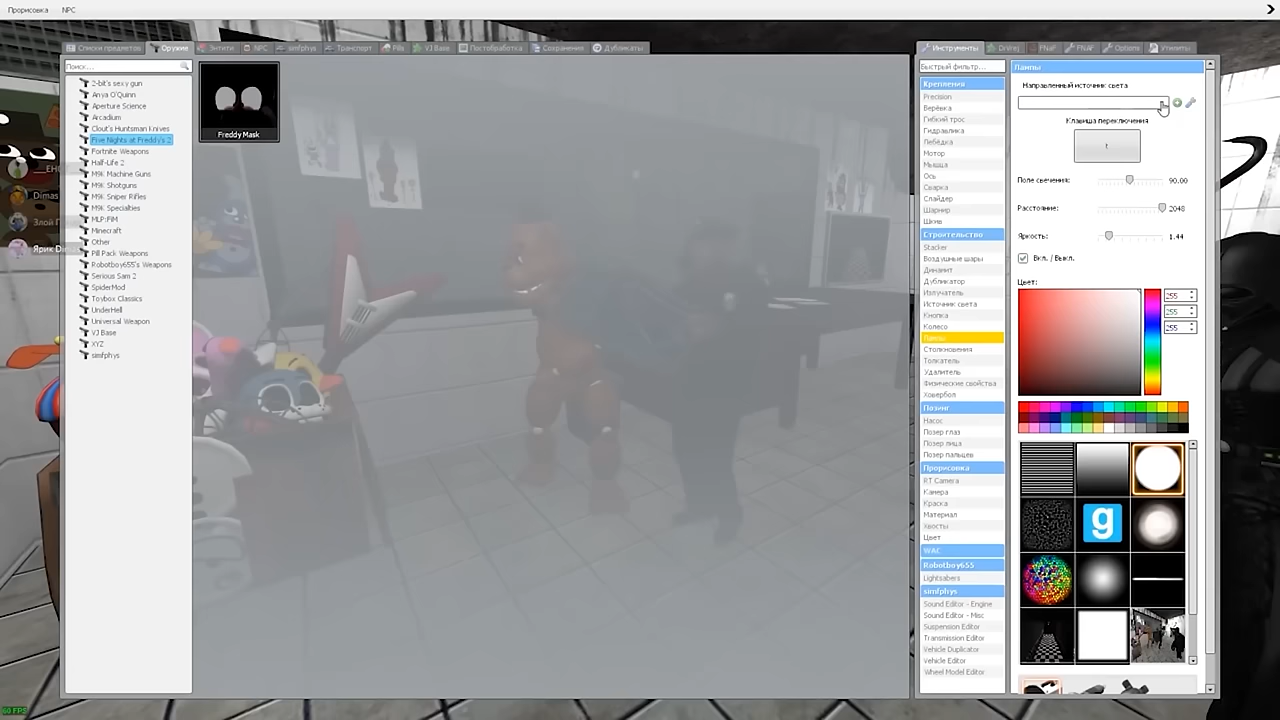 Прорисовка NPC
Списки предметов Оружие Энтити NPC simfphys Транспорт Pills VJ Base Постобработка Сохранения Дубликаты
Инструменты Drive FNaF FNAF Options Утилиты
Поиск...
2-bit's sexy gun
Anya O'Quinn
Aperture Science
Arcadium
Clout's Huntsman Knives
Five Nights at Freddy's 2
Fortnite Weapons
Half-Life 2
M9K Machine Guns
M9K Shotguns
M9K Sniper Rifles
M9K Specialties
MLP:FiM
Minecraft
Other
Pill Pack Weapons
Robotboy655's Weapons
Serious Sam 2
SpiderMod
Toybox Classics
UnderHell
Universal Weapon
VJ Base
XYZ
simfphys
Dimas
Злой
Ярик
Freddy Mask
Быстрый фильтр...
Крепления
Precision
Верёвка
Гибкий трос
Гидравлика
Лебёдка
Мотор
Мышца
Ось
Сварка
Слайдер
Шарнир
Шкив
Строительство
Stacker
Воздушные шары
Динамит
Дубликатор
Излучатель
Источник света
Кнопка
Колесо
Лампы
Столкновения
Толкатель
Удалитель
Физические свойства
Ховербол
Позинг
Насос
Позер глаз
Позер лица
Позер пальцев
Прорисовка
RT Camera
Камера
Краска
Материал
Хвосты
Цвет
WAC
Robotboy655
Lightsabers
simfphys
Sound Editor - Engine
Sound Editor - Misc
Suspension Editor
Transmission Editor
Vehicle Duplicator
Vehicle Editor
Wheel Model Editor
Лампы
Направленный источник света
Клавиша переключения
Поле свечения: 90.00
Расстояние: 2048
Яркость: 1.44
Вкл. / Выкл.
Цвет:
255
255
255
g
60 FPS